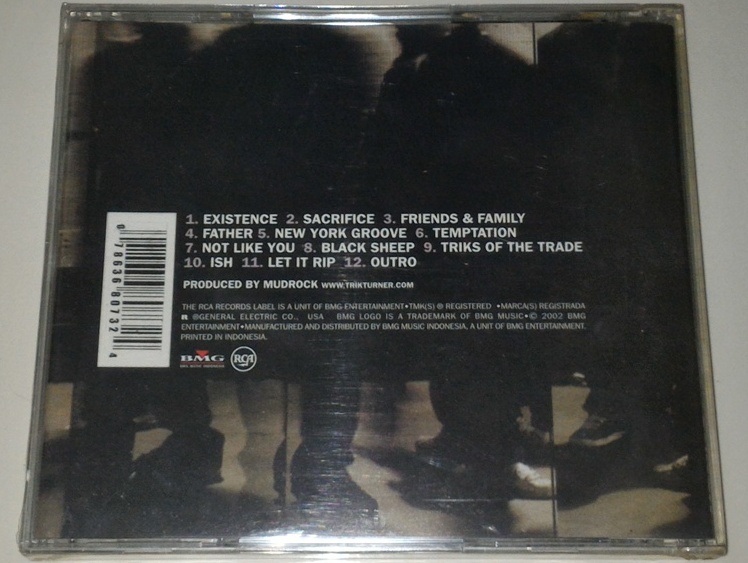 1. EXISTENCE 2. SACRIFICE 3. FRIENDS & FAMILY
4. FATHER 5. NEW YORK GROOVE 6. TEMPTATION
7. NOT LIKE YOU 8. BLACK SHEEP 9. TRIKS OF THE TRADE
10. ISH 11. LET IT RIP 12. OUTRO
PRODUCED BY MUDROCK WWW.TRIKTURNER.COM
THE RCA RECORDS LABEL IS A UNIT OF BMG ENTERTAINMENT•TMK(S) ® REGISTERED •MARCA(S) REGISTRADA
®GENERAL ELECTRIC CO., USA BMG LOGO IS A TRADEMARK OF BMG MUSIC•© 2002 BMG
ENTERTAINMENT•MANUFACTURED AND DISTRIBUTED BY BMG MUSIC INDONESIA, A UNIT OF BMG ENTERTAINMENT.
PRINTED IN INDONESIA.
BMG RCA
78636 80732 4